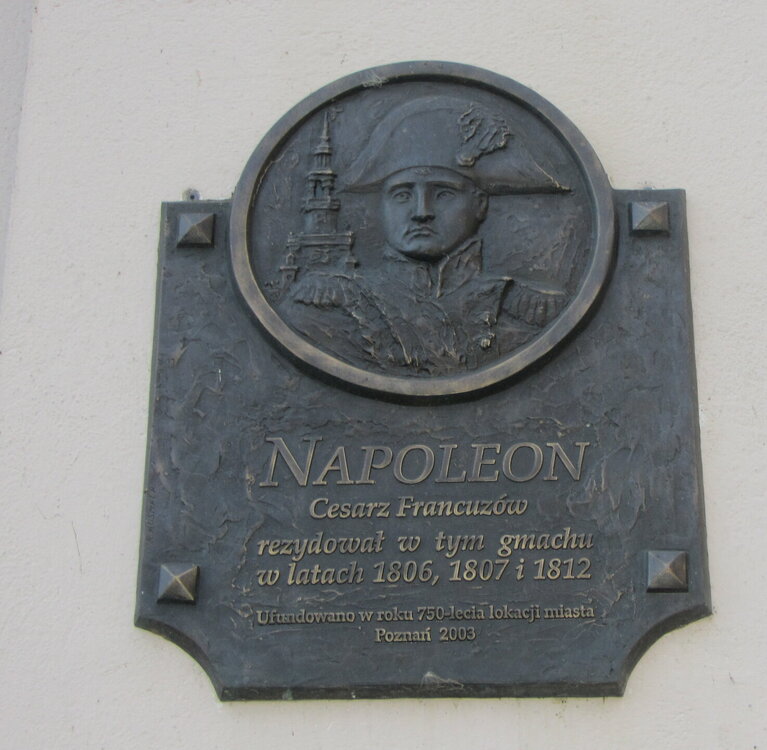 NAPOLEON
Cesarz Francuzów
rezydował w tym gmachu
w latach 1806, 1807 i 1812
Ufundowano w roku 750-lecia lokacji miasta
Poznań 2003